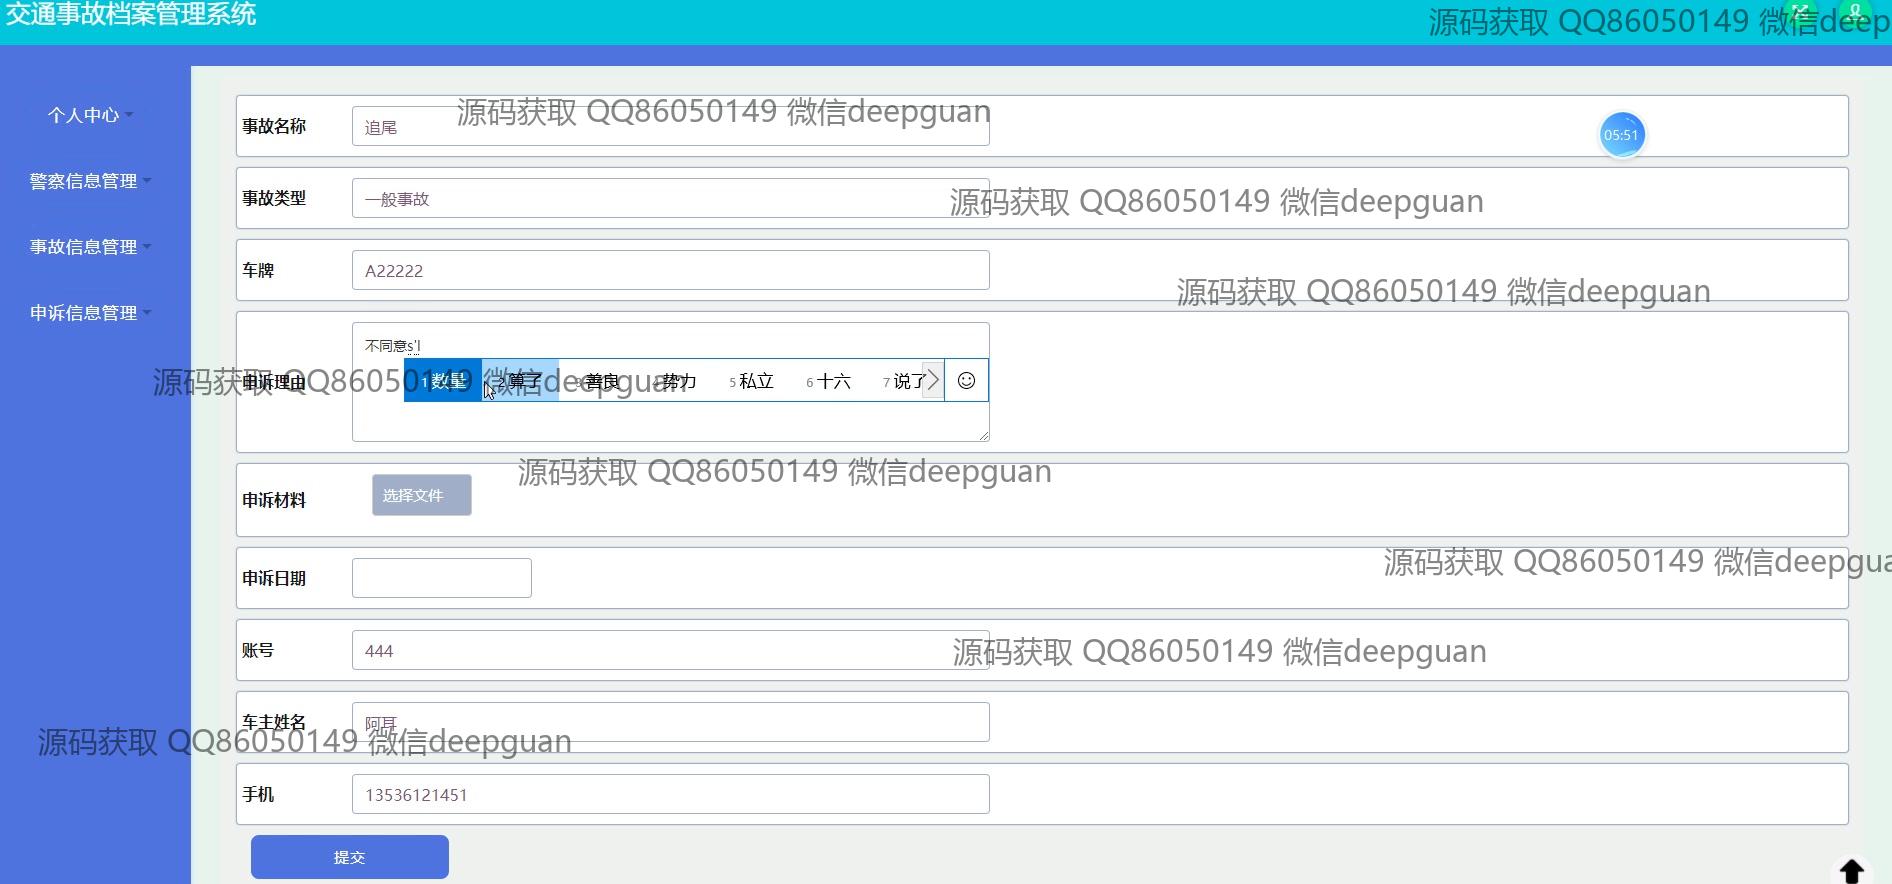 交通事故档案管理系统
源码获取 QQ86050149 微信deep
个人中心
警察信息管理
事故信息管理
申诉信息管理
事故名称 追尾
源码获取 QQ86050149 微信deepguan
05:51
事故类型 一般事故
源码获取 QQ86050149 微信deepguan
车牌 A22222
源码获取 QQ86050149 微信deepguan
申诉理由 不同意s'l
1 数量 2 算了 3 善良 4 势力 5 私立 6 十六 7 说了
源码获取 QQ86050149 微信deepguan
申诉材料 选择文件
源码获取 QQ86050149 微信deepguan
申诉日期
源码获取 QQ86050149 微信deepgua
账号 444
源码获取 QQ86050149 微信deepguan
车主姓名 阿耳
源码获取 QQ86050149 微信deepguan
手机 13536121451
提交